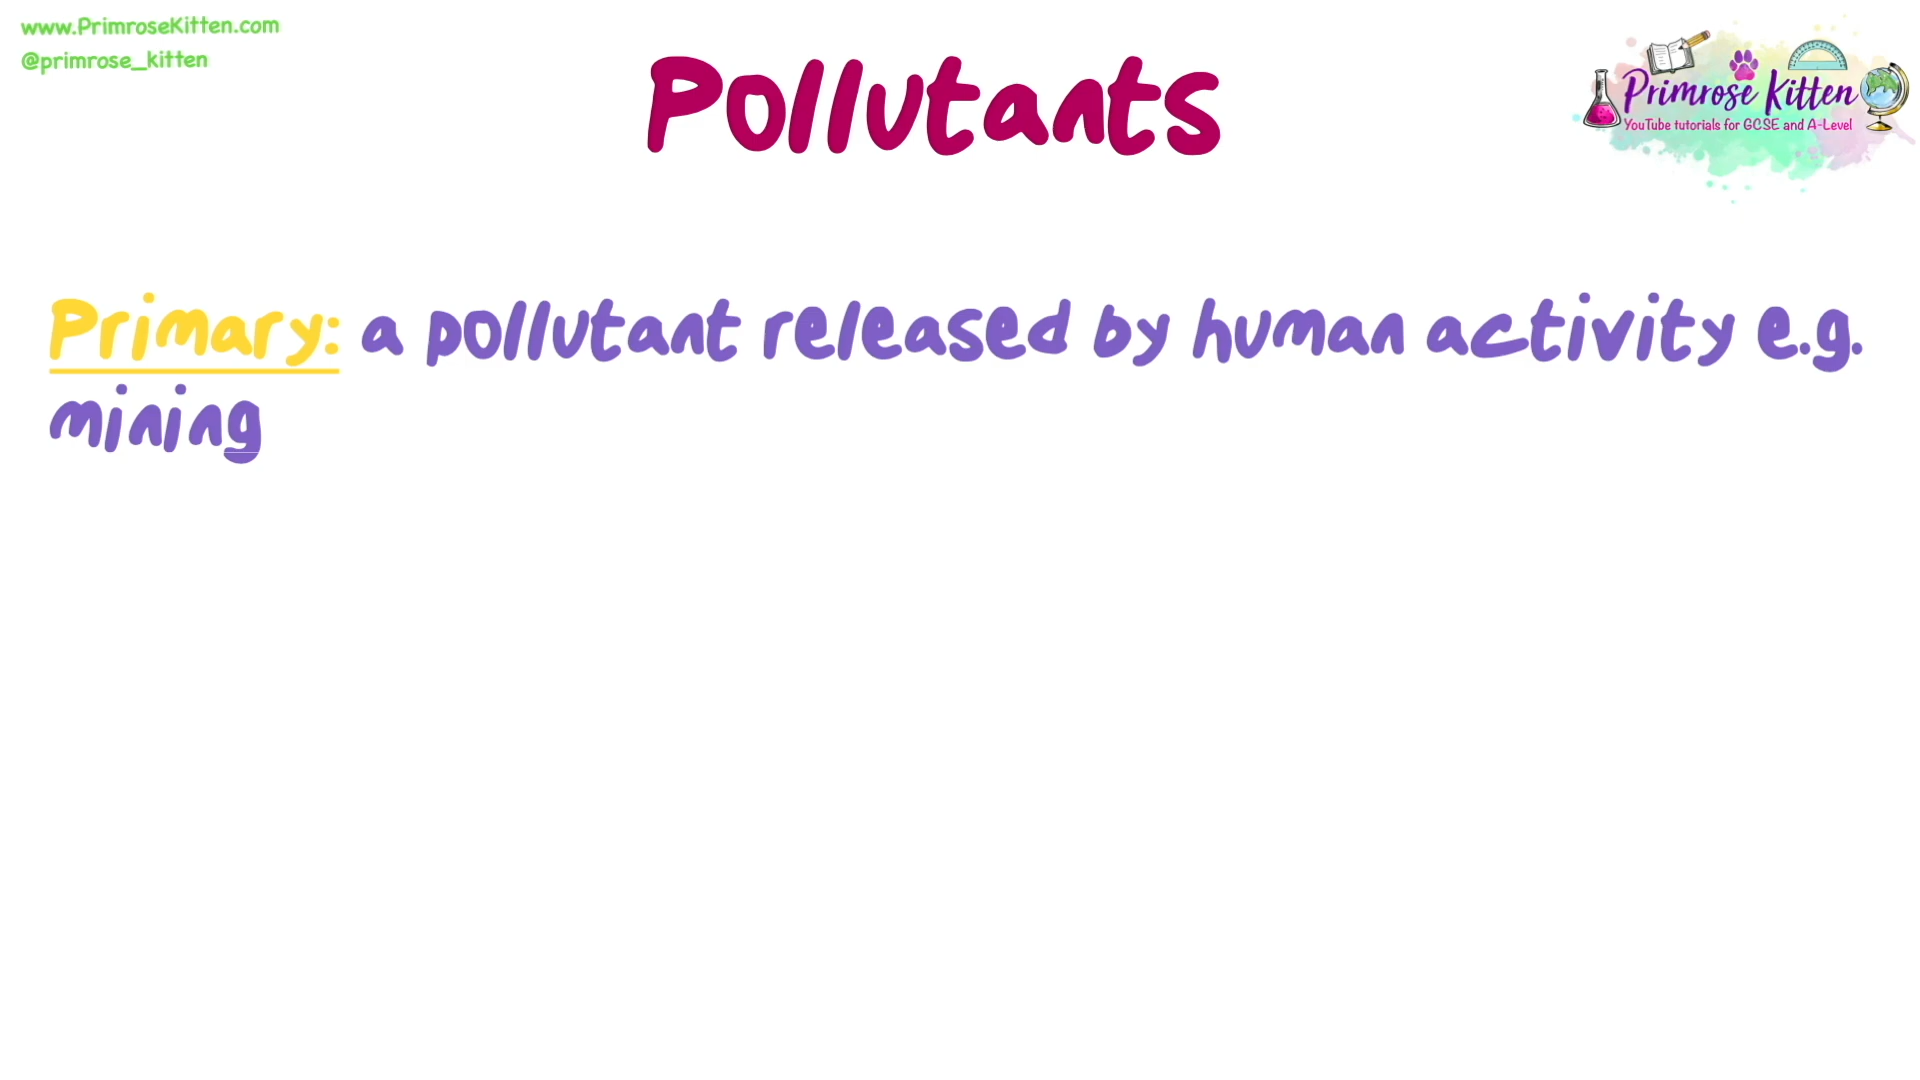 www.PrimroseKitten.com
@primrose_kitten
Pollutants
Primrose Kitten
YouTube tutorials for GCSE and A-Level
Primary: a pollutant released by human activity e.g.
mining